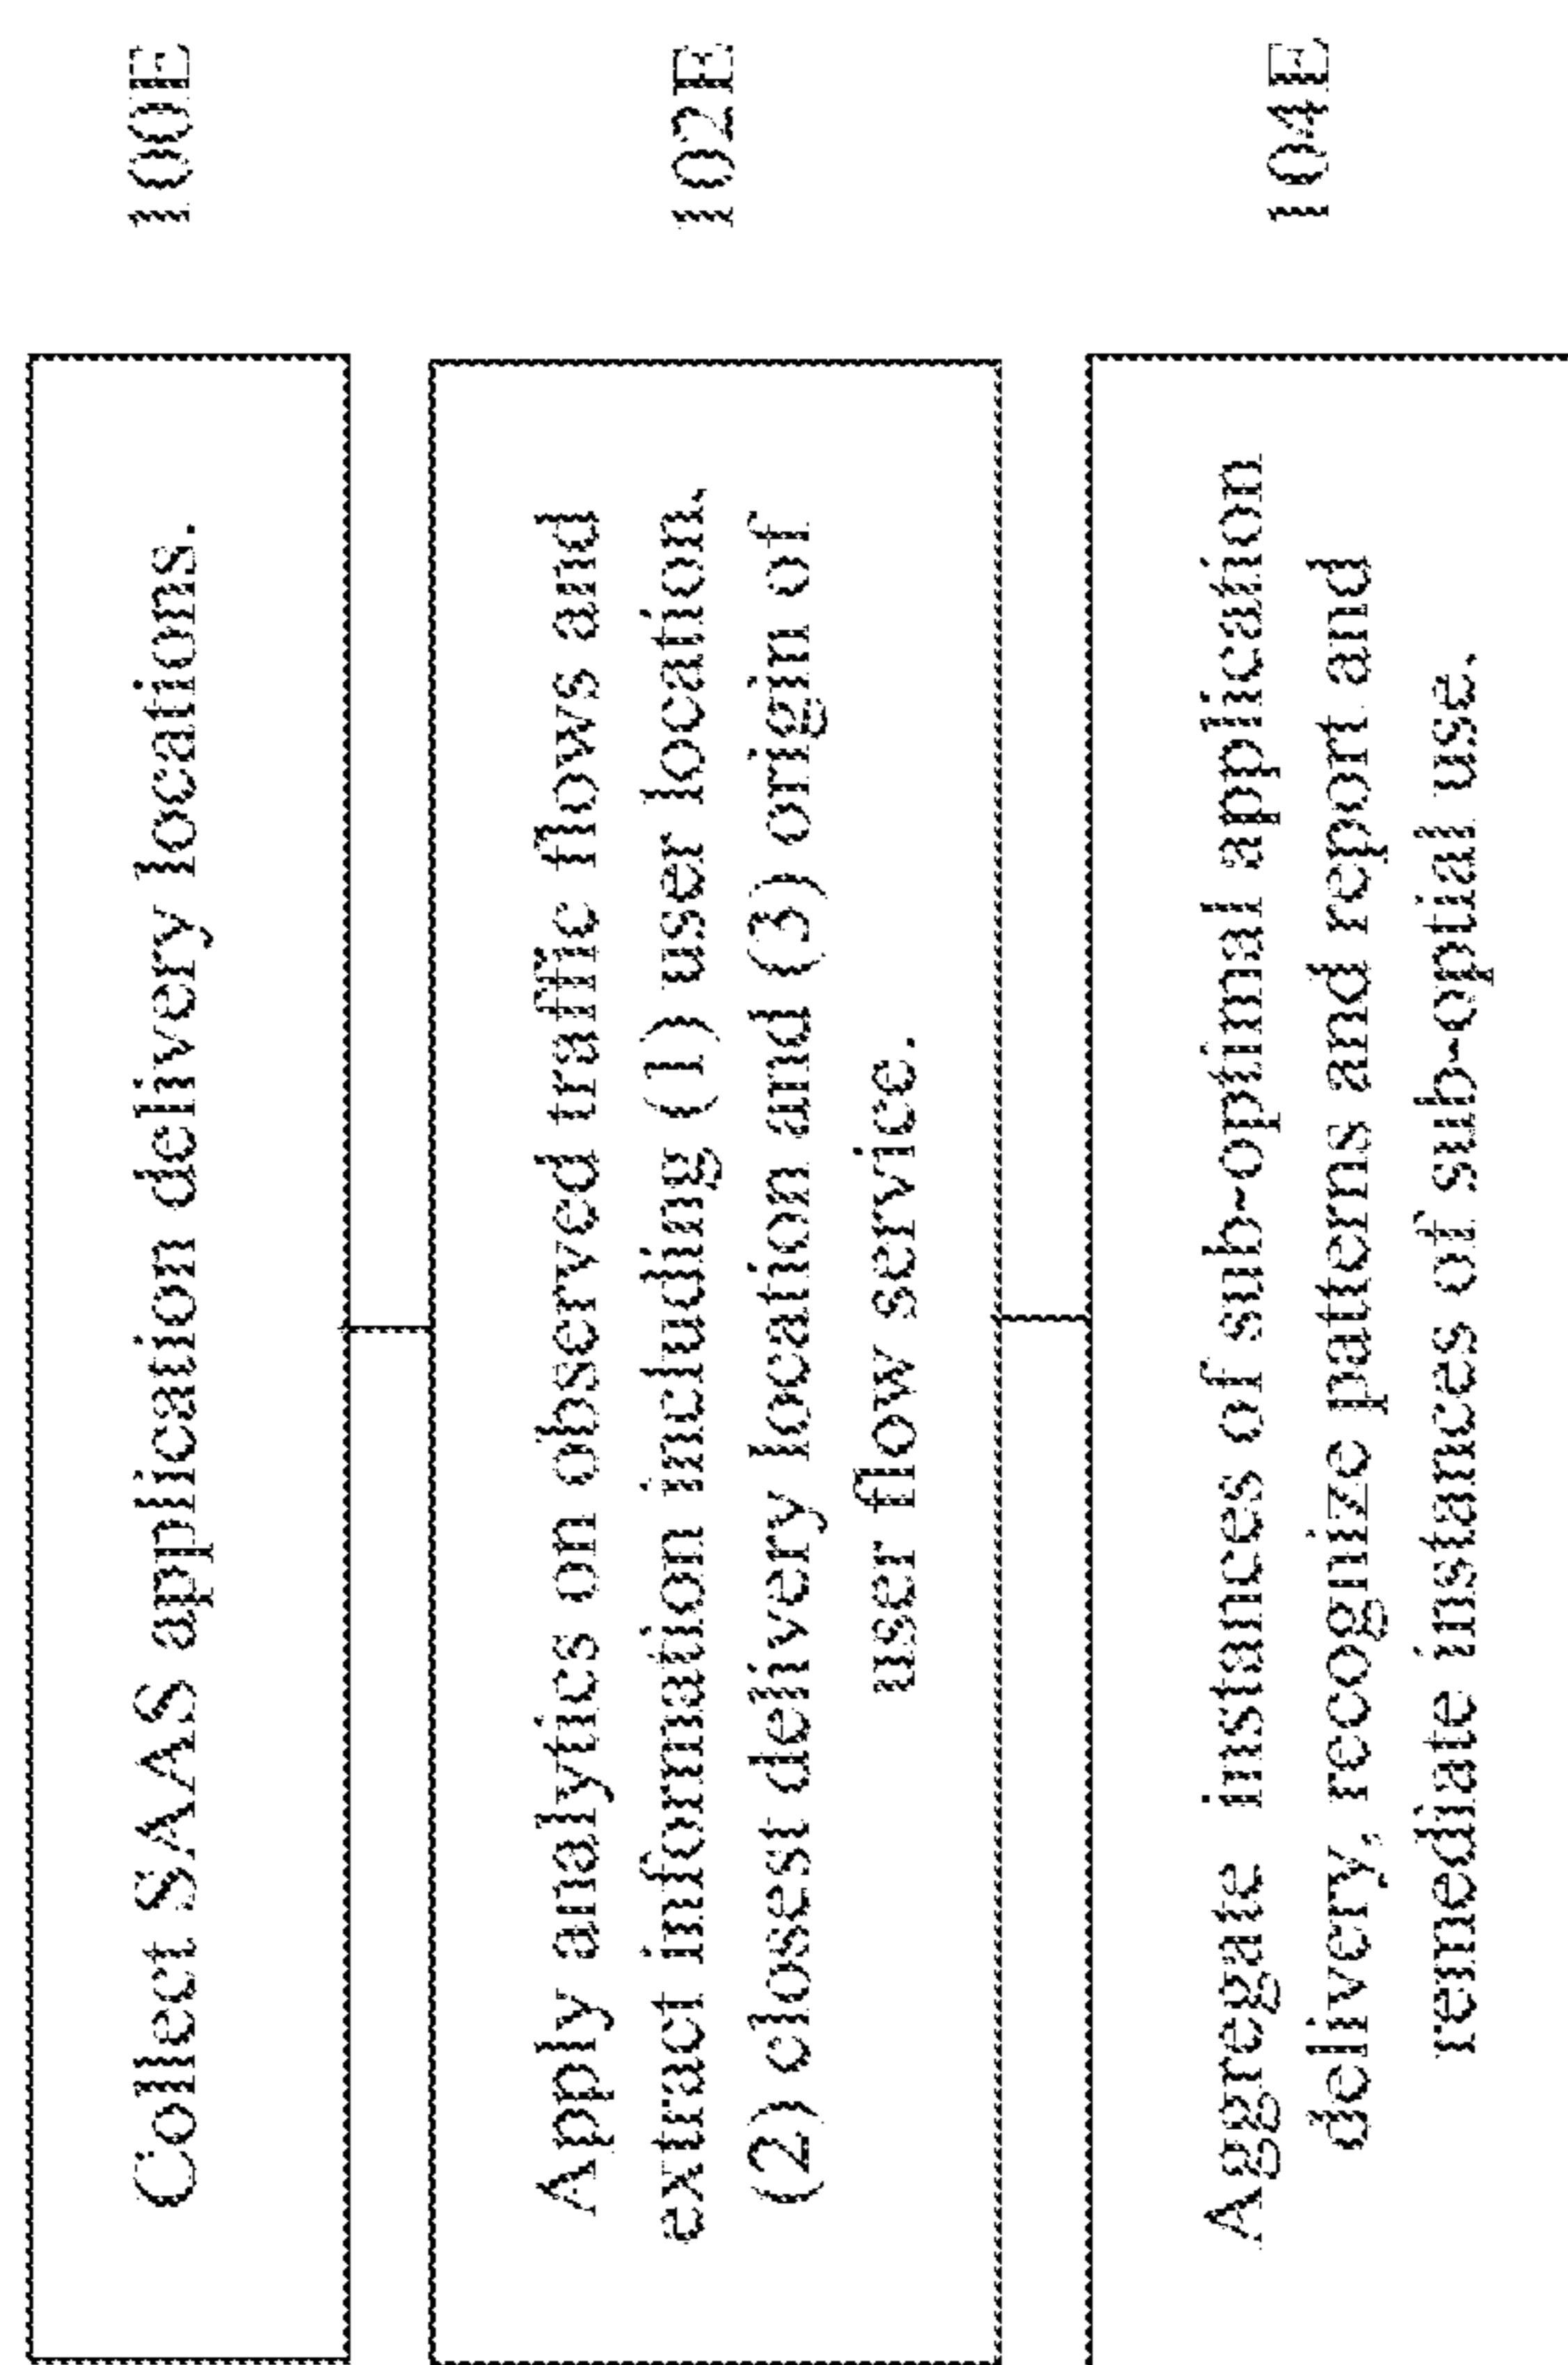 Collect SAAS application delivery locations.
100E
Apply analytics on observed traffic flows and
extract information including (1) user location,
(2) closest delivery location and (3) origin of
user flow service.
102E
Aggregate instances of sub-optimal application
delivery, recognize patterns and report and
remediate instances of sub-optial use.
104E